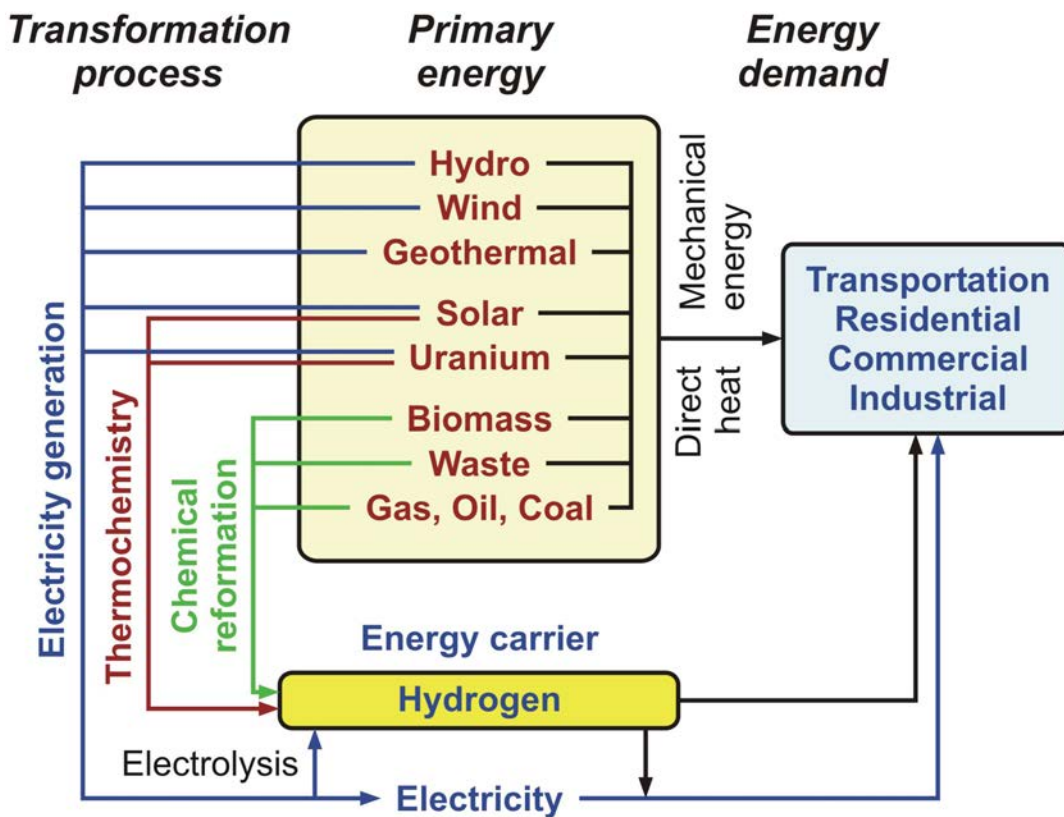 Transformation
process
Primary
energy
Energy
demand
Hydro
Wind
Geothermal
Solar
Uranium
Biomass
Waste
Gas, Oil, Coal
Mechanical
energy
Direct
heat
Transportation
Residential
Commercial
Industrial
Electricity generation
Thermochemistry
Chemical
reformation
Energy carrier
Hydrogen
Electrolysis
Electricity